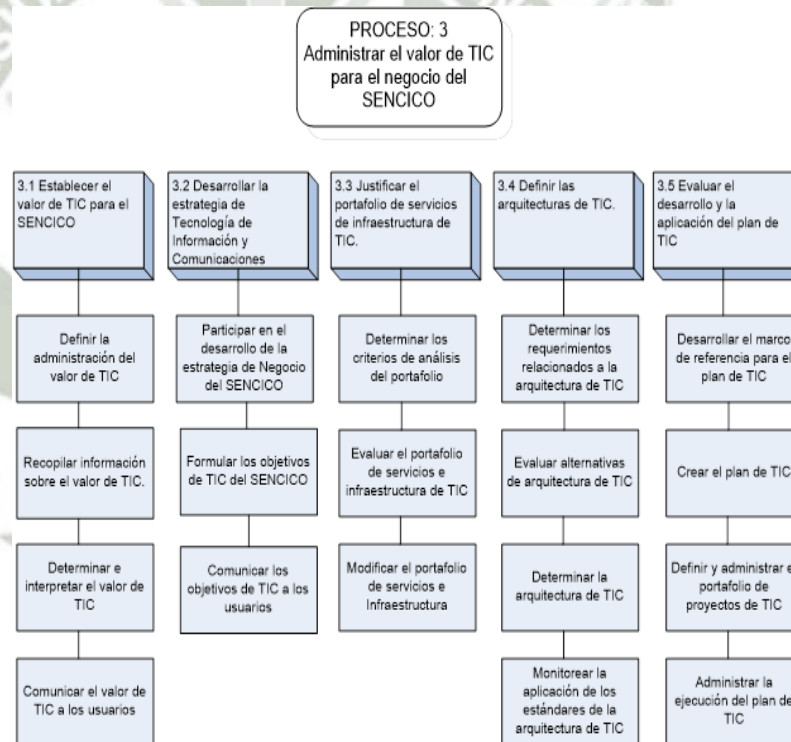 PROCESO: 3
Administrar el valor de TIC
para el negocio del
SENCICO
3.1 Establecer el
valor de TIC para el
SENCICO
Definir la
administración del
valor de TIC
Recopilar información
sobre el valor de TIC.
Determinar e
interpretar el valor de
TIC
Comunicar el valor de
TIC a los usuarios
3.2 Desarrollar la
estrategia de
Tecnología de
Información y
Comunicaciones
Participar en el
desarrollo de la
estrategia de Negocio
del SENCICO
Formular los objetivos
de TIC del SENCICO
Comunicar los
objetivos de TIC a los
usuarios
3.3 Justificar el
portafolio de servicios
de infraestructura de
TIC.
Determinar los
criterios de análisis
del portafolio
Evaluar el portafolio
de servicios e
infraestructura de TIC
Modificar el portafolio
de servicios e
Infraestructura
3.4 Definir las
arquitecturas de TIC.
Determinar los
requerimientos
relacionados a la
arquitectura de TIC
Evaluar alternativas
de arquitectura de TIC
Determinar la
arquitectura de TIC
Monitorear la
aplicación de los
estándares de la
arquitectura de TIC
3.5 Evaluar el
desarrollo y la
aplicación del plan de
TIC
Desarrollar el marco
de referencia para el
plan de TIC
Crear el plan de TIC
Definir y administrar e
portafolio de
proyectos de TIC
Administrar la
ejecución del plan de
TIC